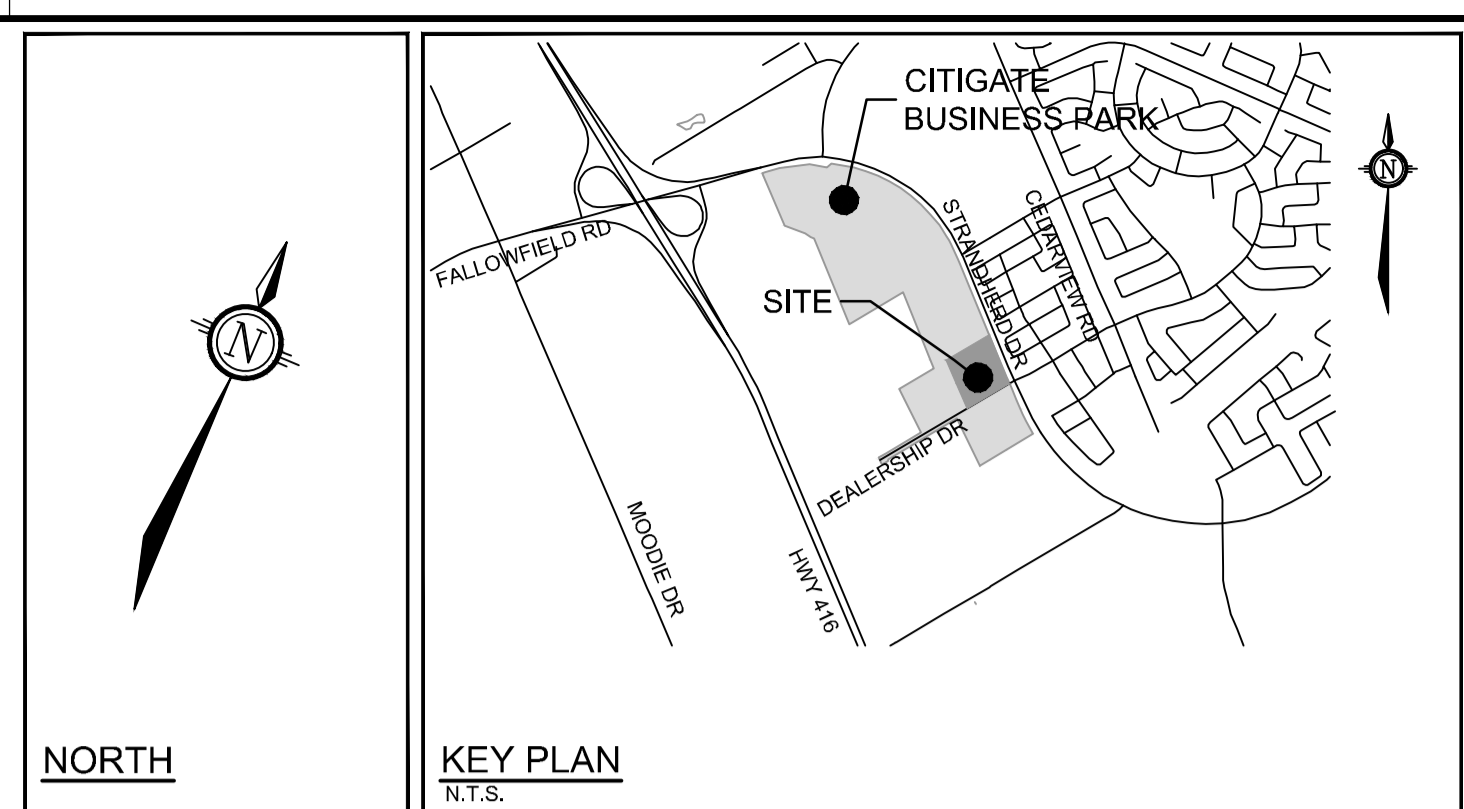 CITIGATE
BUSINESS PARK
N
FALLOWFIELD RD
STRANDHERD DR
CEDARVIEW RD
SITE
N
DEALERSHIP DR
MOODIE DR
HWY 416
NORTH
KEY PLAN
N.T.S.